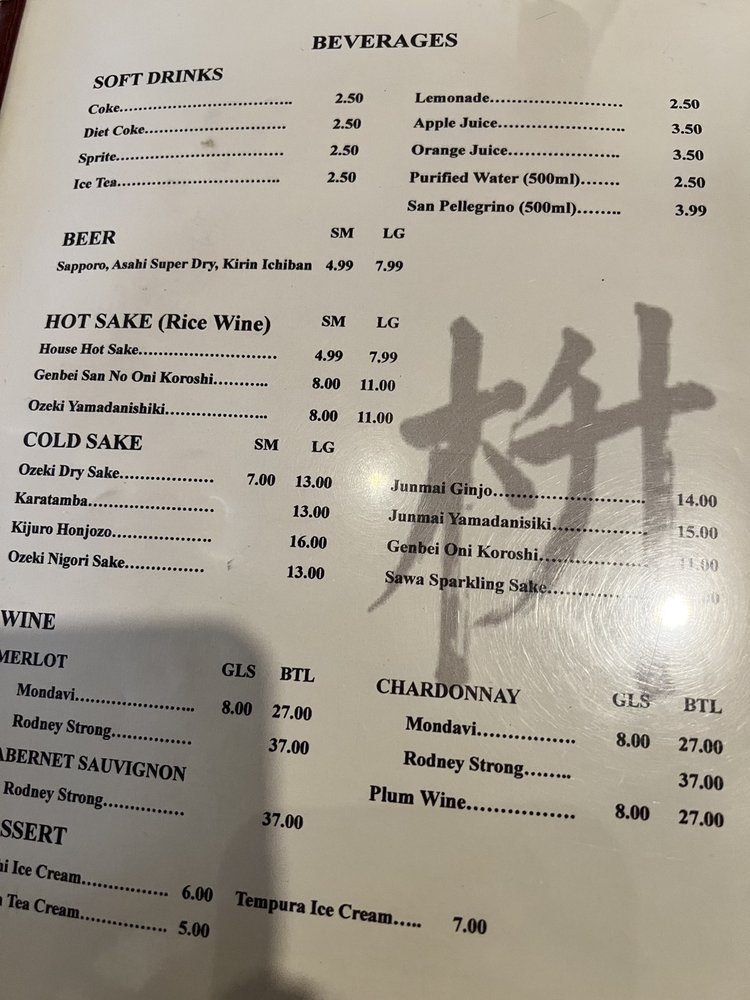 BEVERAGES
SOFT DRINKS
Coke.................................. 2.50
Diet Coke............................ 2.50
Sprite................................. 2.50
Ice Tea................................ 2.50
Lemonade.......................... 2.50
Apple Juice......................... 3.50
Orange Juice...................... 3.50
Purified Water (500ml)....... 2.50
San Pellegrino (500ml)........ 3.99
BEER SM LG
Sapporo, Asahi Super Dry, Kirin Ichiban 4.99 7.99
HOT SAKE (Rice Wine) SM LG
House Hot Sake........................... 4.99 7.99
Genbei San No Oni Koroshi........... 8.00 11.00
Ozeki Yamadanishiki.................... 8.00 11.00
COLD SAKE SM LG
Ozeki Dry Sake................... 7.00 13.00
Karatamba......................... 13.00
Kijuro Honjozo.................... 16.00
Ozeki Nigori Sake................ 13.00
Junmai Ginjo............................. 14.00
Junmai Yamadanisiki.................. 15.00
Genbei Oni Koroshi.................... 11.00
Sawa Sparkling Sake..................
枡
WINE
MERLOT GLS BTL
Mondavi....................... 8.00 27.00
Rodney Strong............... 37.00
CABERNET SAUVIGNON
Rodney Strong............... 37.00
CHARDONNAY GLS BTL
Mondavi................ 8.00 27.00
Rodney Strong........ 37.00
Plum Wine................ 8.00 27.00
Ice Cream................. 6.00
Tea Cream................ 5.00
Tempura Ice Cream..... 7.00